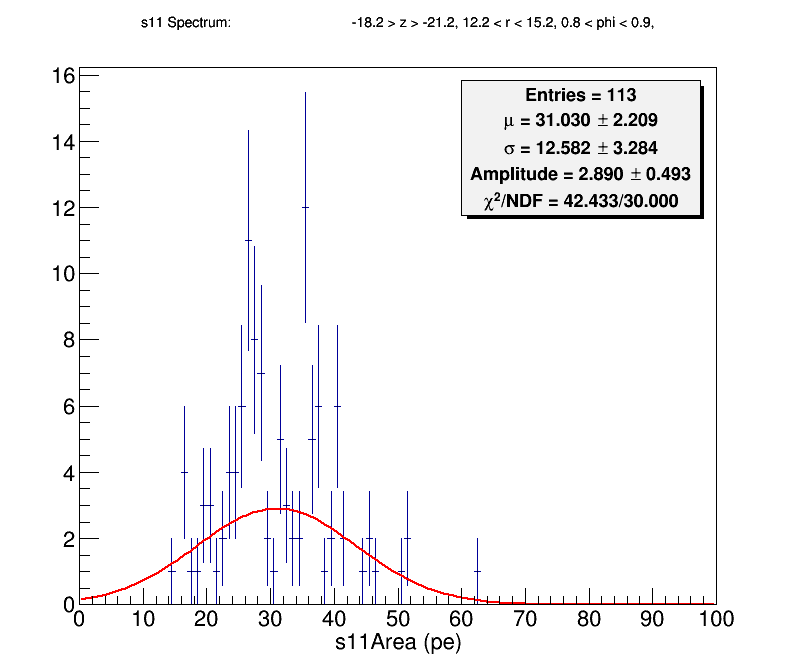 s11 Spectrum: -18.2 > z > -21.2, 12.2 < r < 15.2, 0.8 < phi < 0.9,
Entries = 113
μ = 31.030 ± 2.209
σ = 12.582 ± 3.284
Amplitude = 2.890 ± 0.493
χ²/NDF = 42.433/30.000
16
14
12
10
8
6
4
2
0
0 10 20 30 40 50 60 70 80 90 100
s11Area (pe)